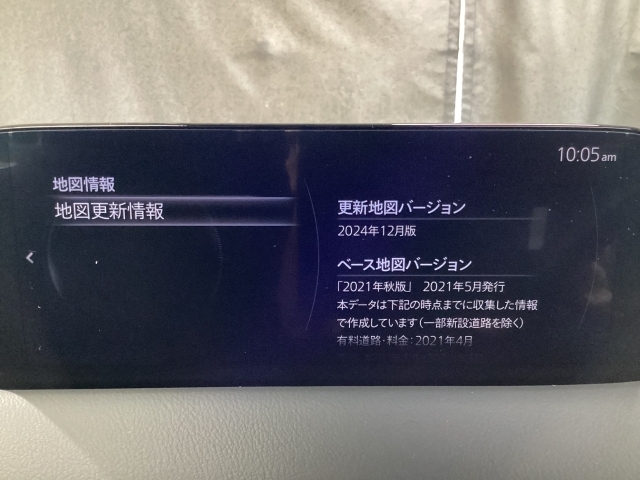 10:05 am
地図情報
地図更新情報
更新地図バージョン
2024年12月版
ベース地図バージョン
「2021年秋版」 2021年5月発行
本データは下記の時点までに収集した情報
で作成しています(一部新設道路を除く)
有料道路・料金:2021年4月